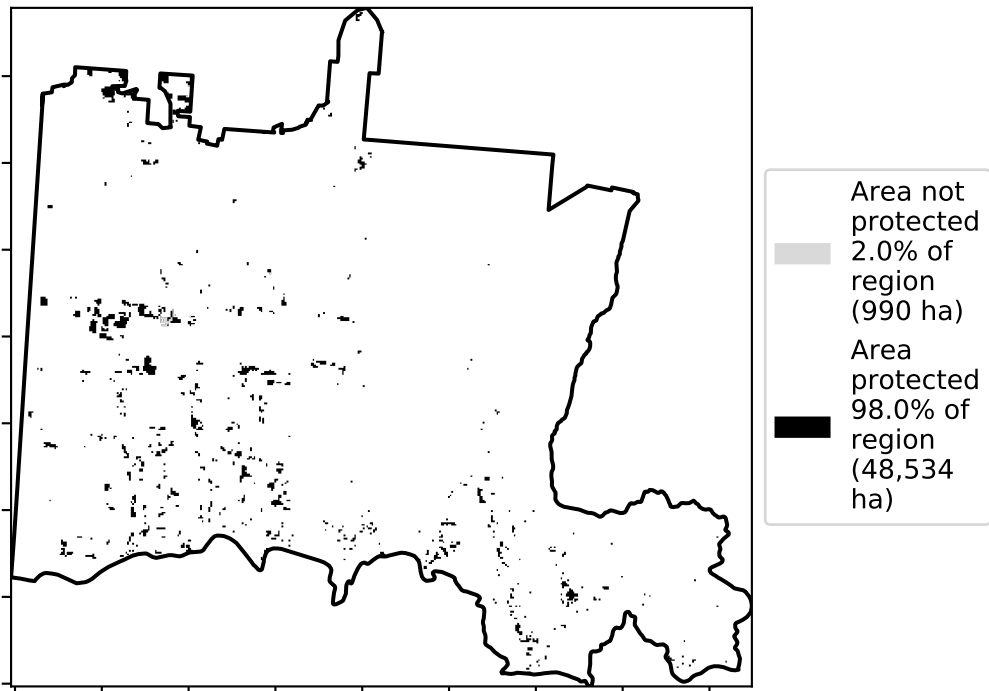 Area not
protected
2.0% of
region
(990 ha)
Area
protected
98.0% of
region
(48,534
ha)